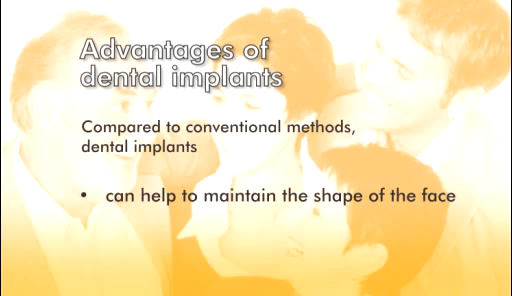 Advantages of
dental implants
Compared to conventional methods,
dental implants
• can help to maintain the shape of the face